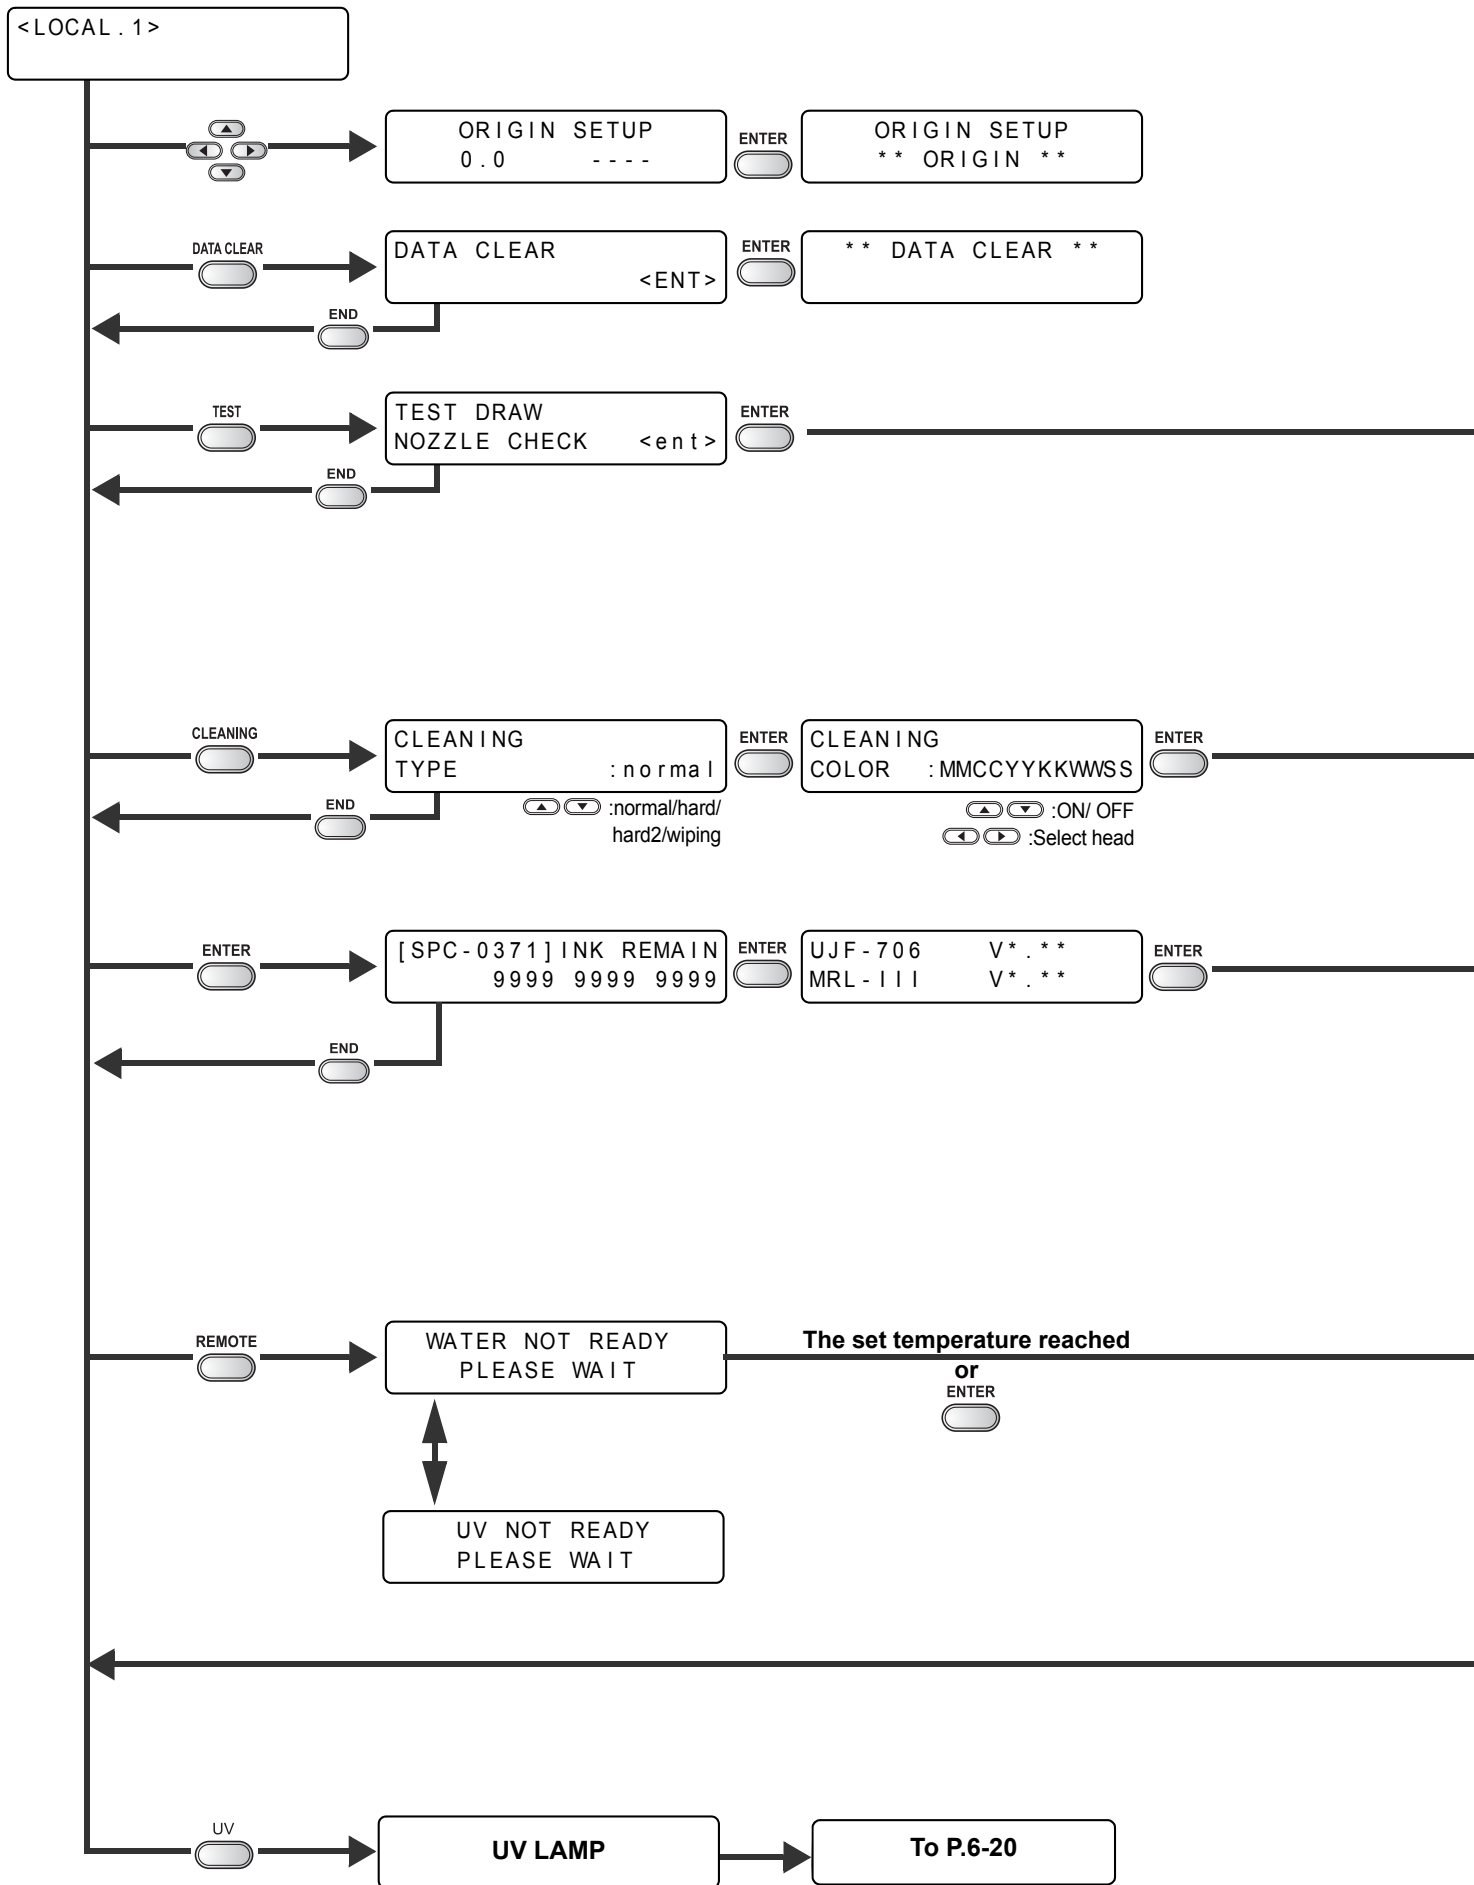 <LOCAL.1>
ORIGIN SETUP
0.0 ----
ENTER
ORIGIN SETUP
** ORIGIN **
DATA CLEAR
DATA CLEAR
<ENT>
ENTER
** DATA CLEAR **
END
TEST
TEST DRAW
NOZZLE CHECK <ent>
ENTER
END
CLEANING
CLEANING
TYPE :normal
ENTER
CLEANING
COLOR :MMCCYYKKWWSS
ENTER
END
:normal/hard/
hard2/wiping
:ON/ OFF
:Select head
ENTER
[SPC-0371]INK REMAIN
9999 9999 9999
ENTER
UJF-706 V*.**
MRL-III V*.**
ENTER
END
REMOTE
WATER NOT READY
PLEASE WAIT
The set temperature reached
or
ENTER
UV NOT READY
PLEASE WAIT
UV
UV LAMP
To P.6-20